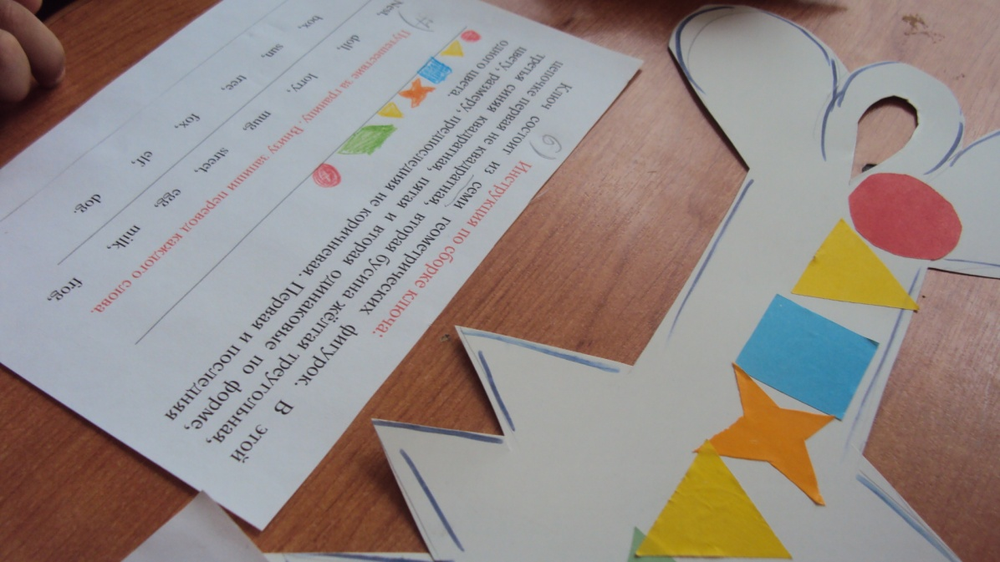 6) Инструкция по сборке ключа:
Ключ состоит из семи геометрических фигурок. В этой
цепочке первая не квадратная, вторая бусина жёлтая треугольная,
третья синяя квадратная, пятая и вторая одинаковые по форме,
цвету, размеру, предпоследняя не коричневая. Первая и последняя
одного цвета.
7) Путешествие за границу. Внизу запиши перевод каждого слова.
Nest, doll, lorry, mug, street, egg, milk, frog,
box, sun, tree, fox, elf, dog,